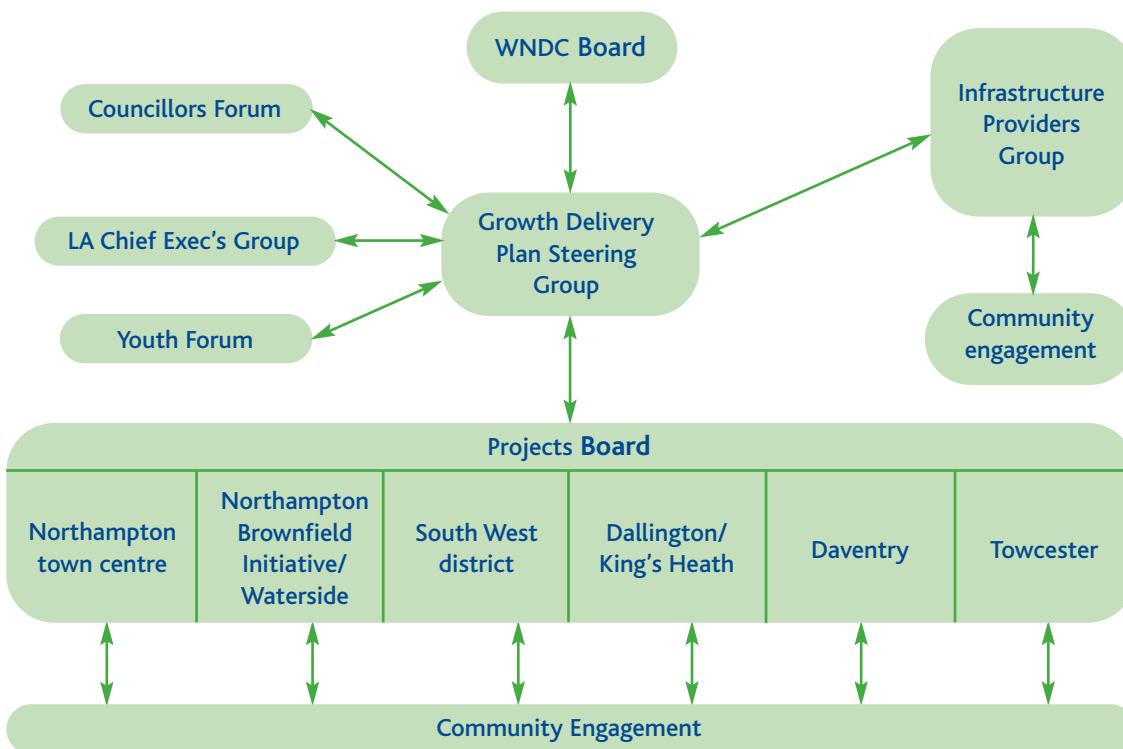 WNDC Board
Councillors Forum
Infrastructure
Providers
Group
LA Chief Exec’s Group
Growth Delivery
Plan Steering
Group
Youth Forum
Community
engagement
Projects Board
Northampton
town centre
Northampton
Brownfield
Initiative/
Waterside
South West
district
Dallington/
King’s Heath
Daventry
Towcester
Community Engagement